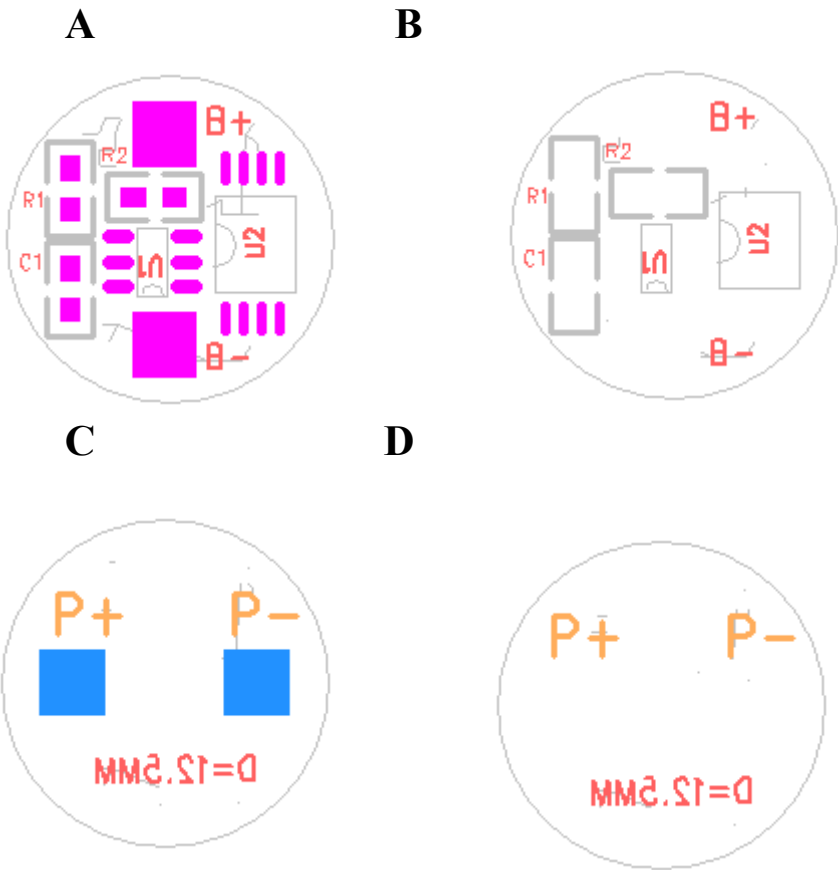 A B
B+ B+
R2 R2
R1 R1
C1 U1 U2 C1 U1 U2
B- B-
C D
P+ P- P+ P-
D=12.5MM D=12.5MM